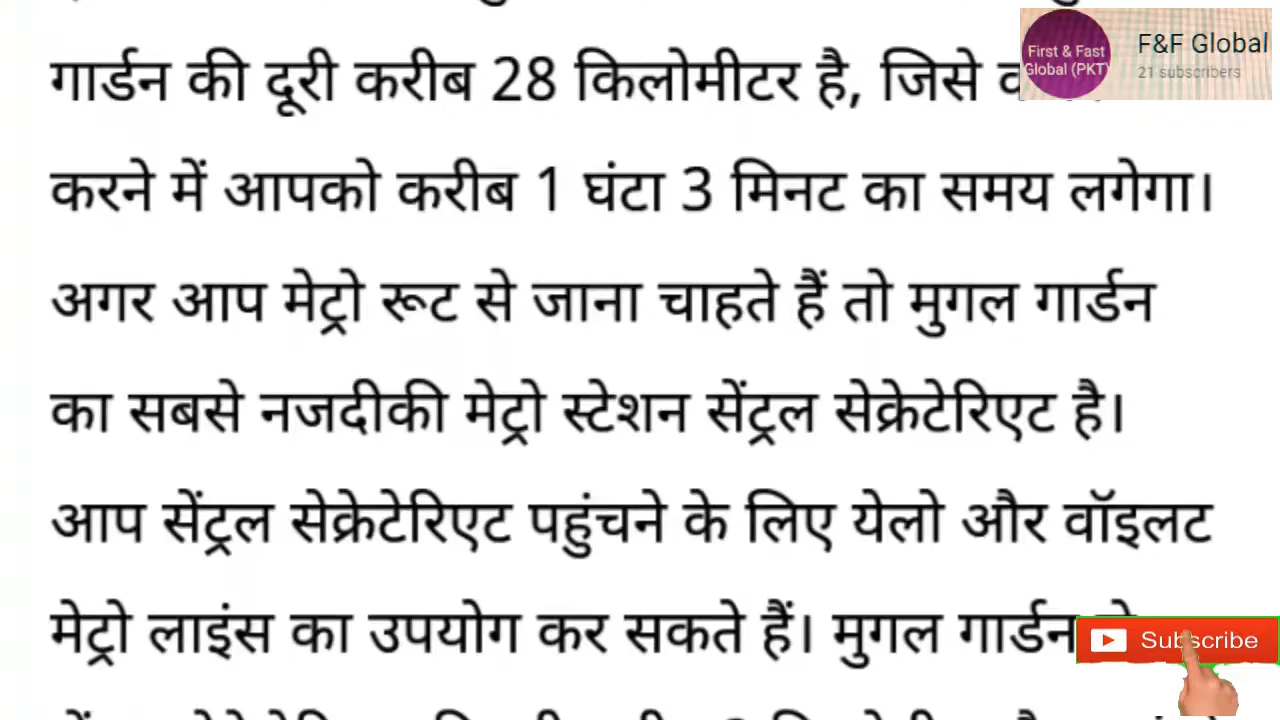 गार्डन की दूरी करीब 28 किलोमीटर है, जिसे
करने में आपको करीब 1 घंटा 3 मिनट का समय लगेगा।
अगर आप मेट्रो रूट से जाना चाहते हैं तो मुगल गार्डन
का सबसे नजदीकी मेट्रो स्टेशन सेंट्रल सेक्रेटेरिएट है।
आप सेंट्रल सेक्रेटेरिएट पहुंचने के लिए येलो और वॉइलट
मेट्रो लाइंस का उपयोग कर सकते हैं। मुगल गार्डन
First & Fast
Global (PKT)
F&F Global
21 subscribers
Subscribe